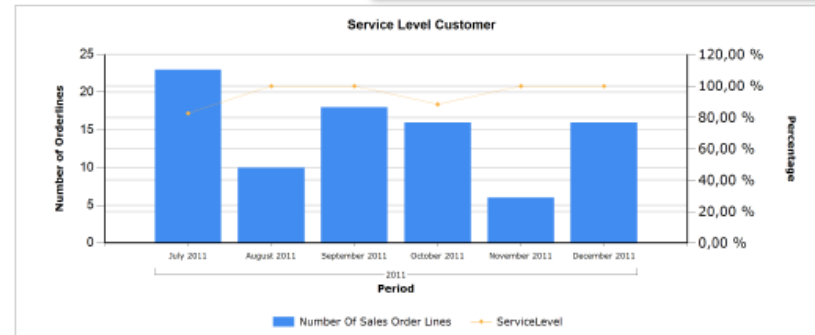 Service Level Customer
25
20
15
10
5
0
Number of Orderlines
120,00 %
100,00 %
80,00 %
60,00 %
40,00 %
20,00 %
0,00 %
Percentage
July 2011 August 2011 September 2011 October 2011 November 2011 December 2011
2011
Period
Number Of Sales Order Lines ServiceLevel